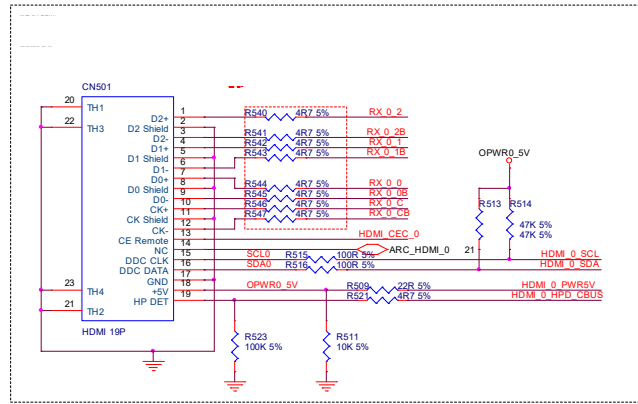 CN501
20 TH1
22 TH3
23 TH4
21 TH2
D2+ 1
D2 Shield 2
D2- 3
D1+ 4
D1 Shield 5
D1- 6
D0+ 7
D0 Shield 8
D0- 9
CK+ 10
CK Shield 11
CK- 12
CE Remote 13
NC 14
DDC CLK 15
DDC DATA 16
GND 17
+5V 18
HP DET 19
HDMI 19P
R540 4R7 5% RX_0_2
R541 4R7 5% RX_0_2B
R542 4R7 5% RX_0_1
R543 4R7 5% RX_0_1B
R544 4R7 5% RX_0_0
R545 4R7 5% RX_0_0B
R546 4R7 5% RX_0_C
R547 4R7 5% RX_0_CB
HDMI_CEC_0
ARC_HDMI_0
SCL0 R515 100R 5% HDMI_0_SCL
SDA0 R516 100R 5% HDMI_0_SDA
OPWR0_5V
R513 R514
47K 5%
47K 5%
21
OPWR0_5V R509 22R 5% HDMI_0_PWR5V
R521 4R7 5% HDMI_0_HPD_CBUS
R523
100K 5%
R511
10K 5%